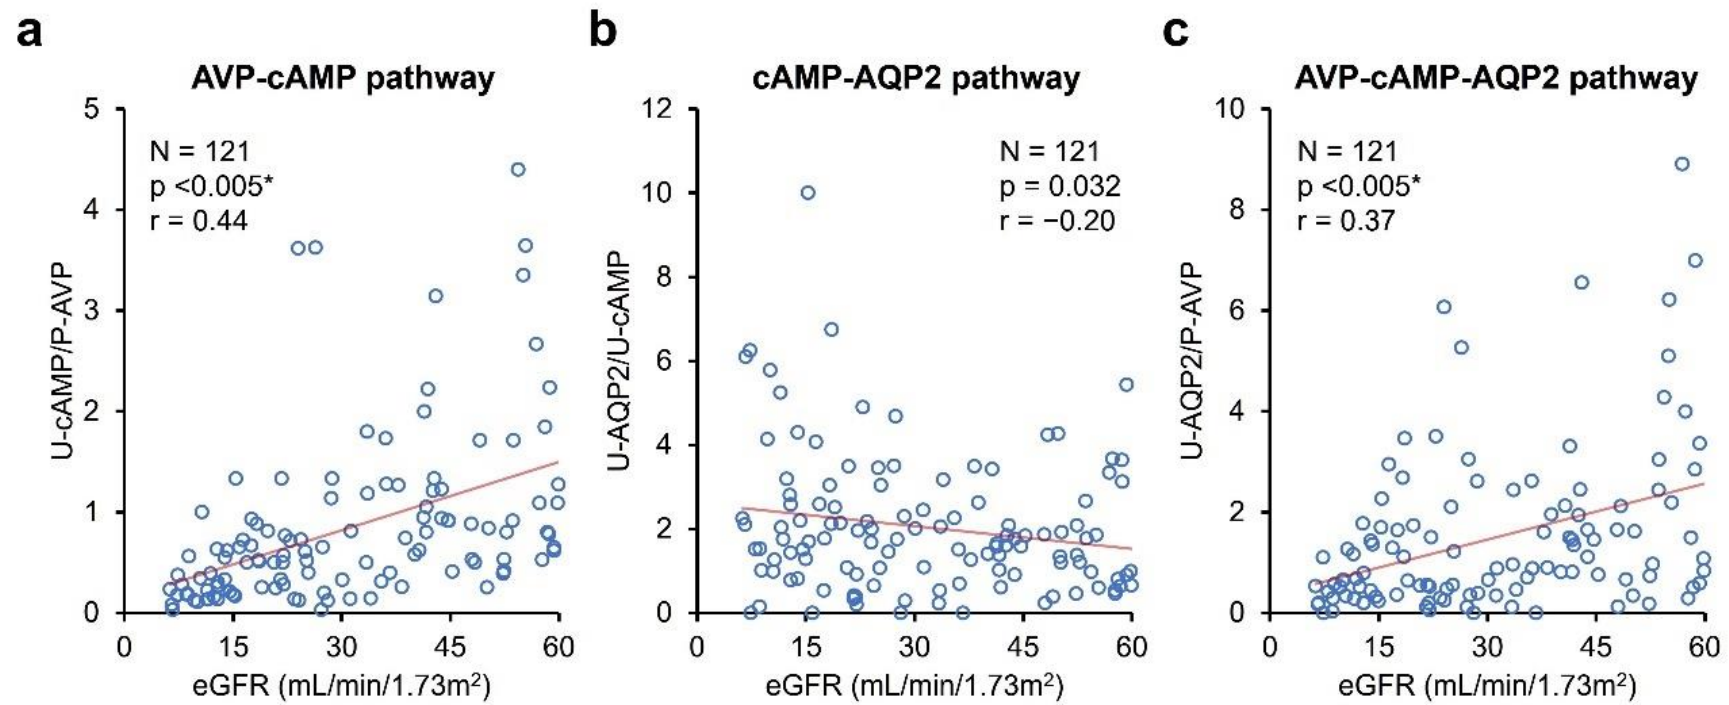 a
AVP-cAMP pathway
5
4
3
2
1
0
0 15 30 45 60
U-cAMP/P-AVP
eGFR (mL/min/1.73m²)
N = 121
p <0.005*
r = 0.44
b
cAMP-AQP2 pathway
12
10
8
6
4
2
0
0 15 30 45 60
U-AQP2/U-cAMP
eGFR (mL/min/1.73m²)
N = 121
p = 0.032
r = −0.20
c
AVP-cAMP-AQP2 pathway
10
8
6
4
2
0
0 15 30 45 60
U-AQP2/P-AVP
eGFR (mL/min/1.73m²)
N = 121
p <0.005*
r = 0.37